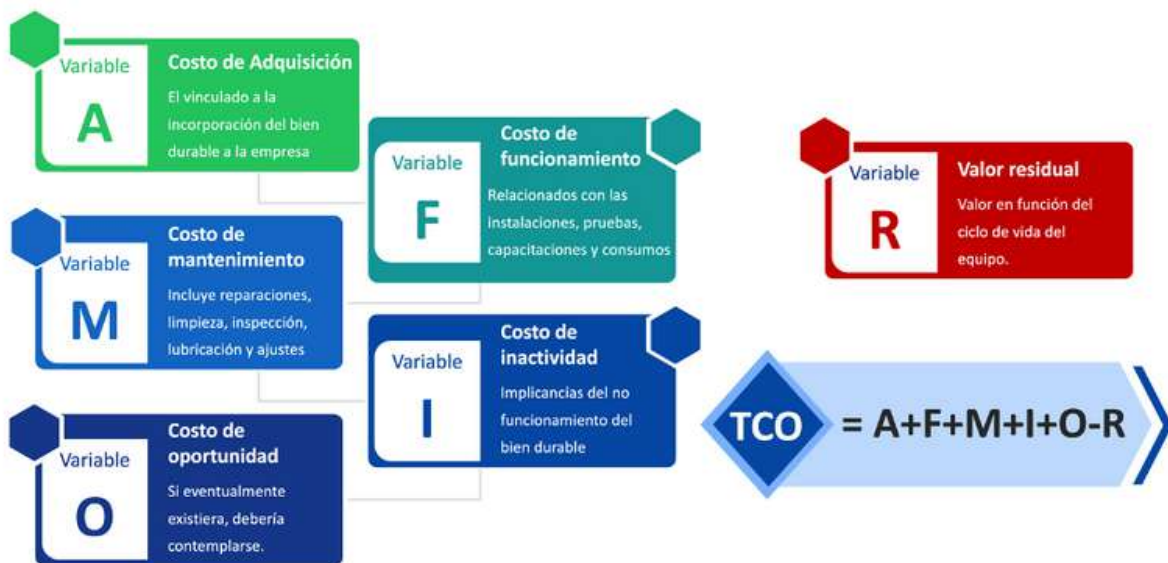 Variable
A
Costo de Adquisición
El vinculado a la
incorporación del bien
durable a la empresa
Variable
F
Costo de
funcionamiento
Relacionados con las
instalaciones, pruebas,
capacitaciones y consumos
Variable
M
Costo de
mantenimiento
Incluye reparaciones,
limpieza, inspección,
lubricación y ajustes
Variable
I
Costo de
inactividad
Implicancias del no
funcionamiento del
bien durable
Variable
O
Costo de
oportunidad
Si eventualmente
existiera, debería
contemplarse.
Variable
R
Valor residual
Valor en función del
ciclo de vida del
equipo.
TCO = A+F+M+I+O-R